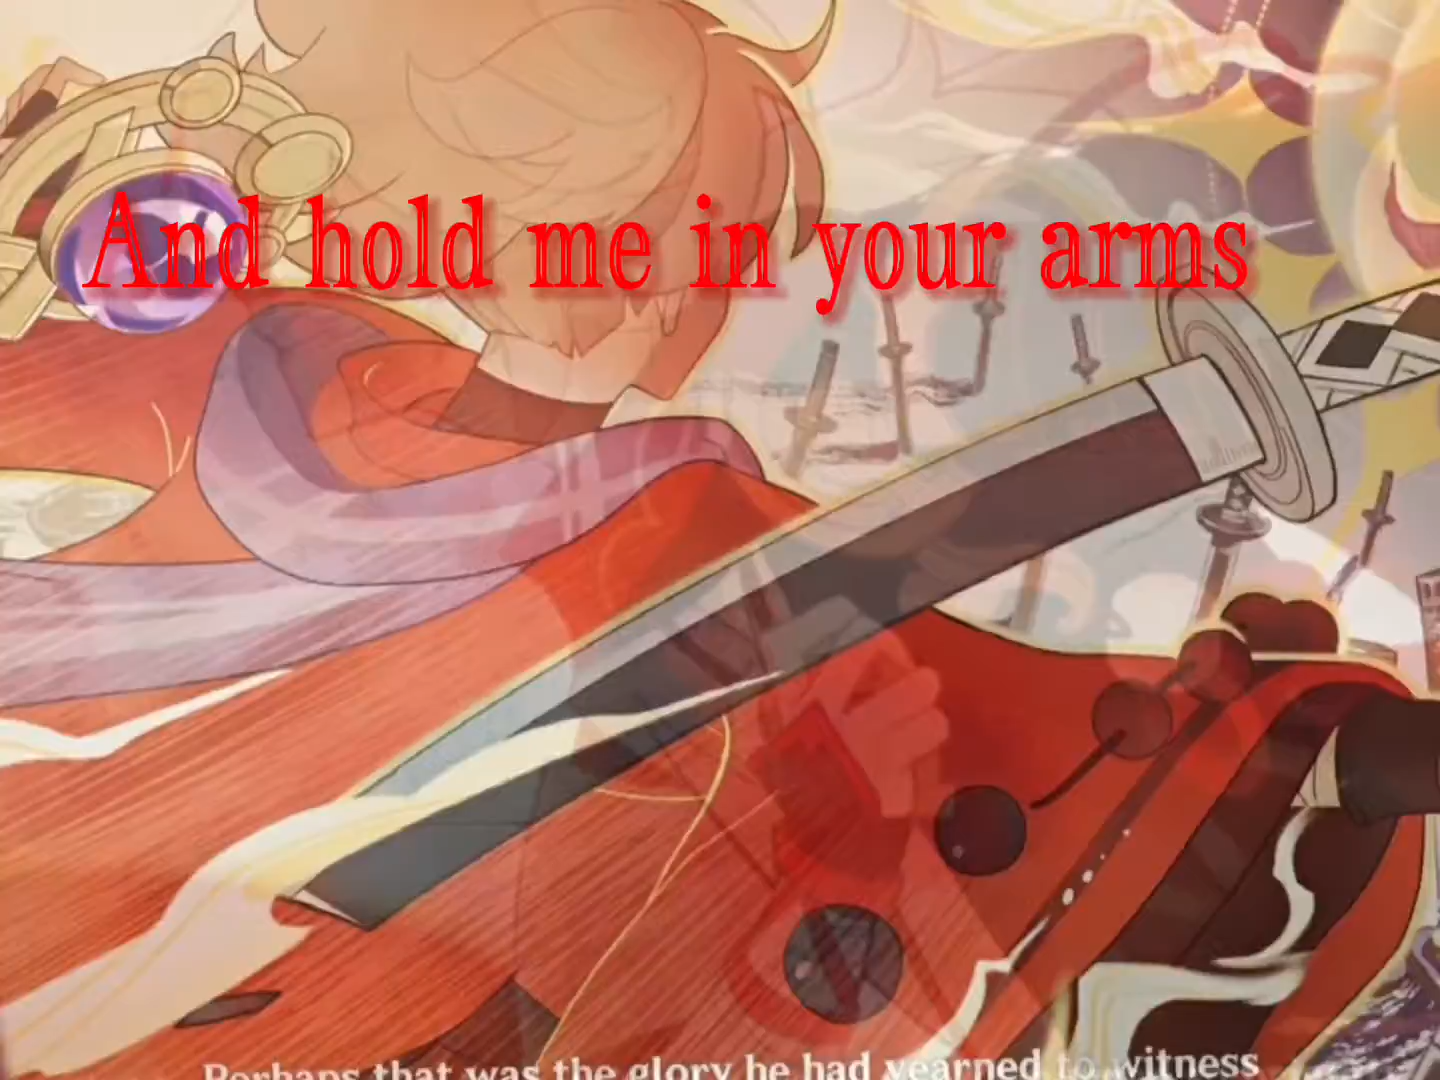 And hold me in your arms
Perhaps that was the glory he had yearned to witness